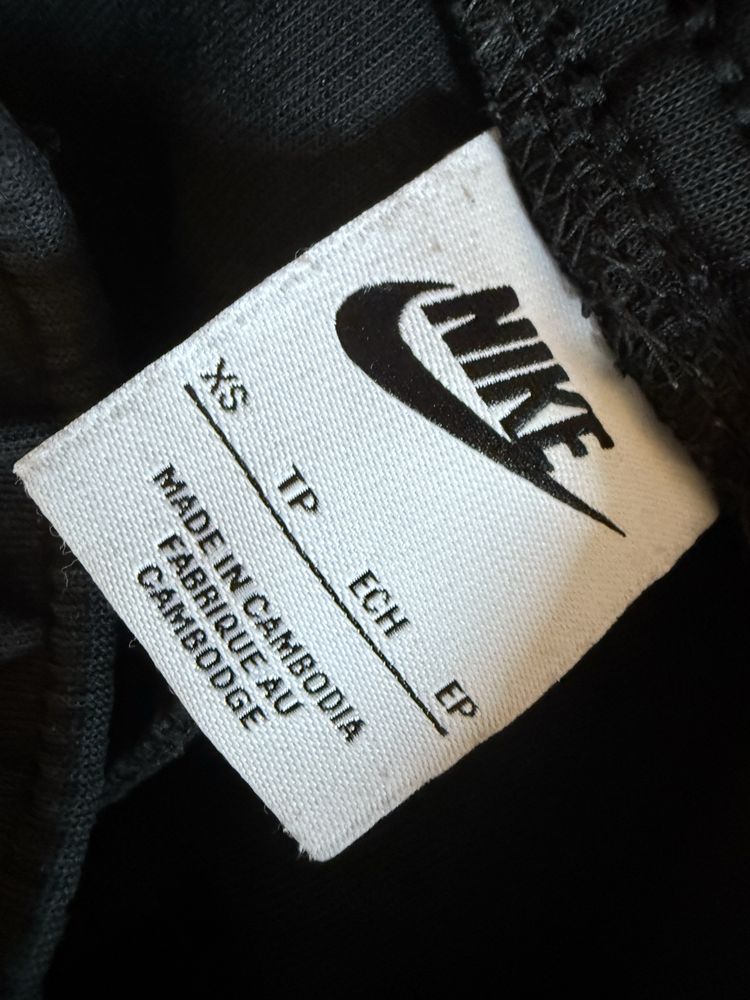 NIKE
XS TP ECH EP
MADE IN CAMBODIA
FABRIQUE AU
CAMBODGE